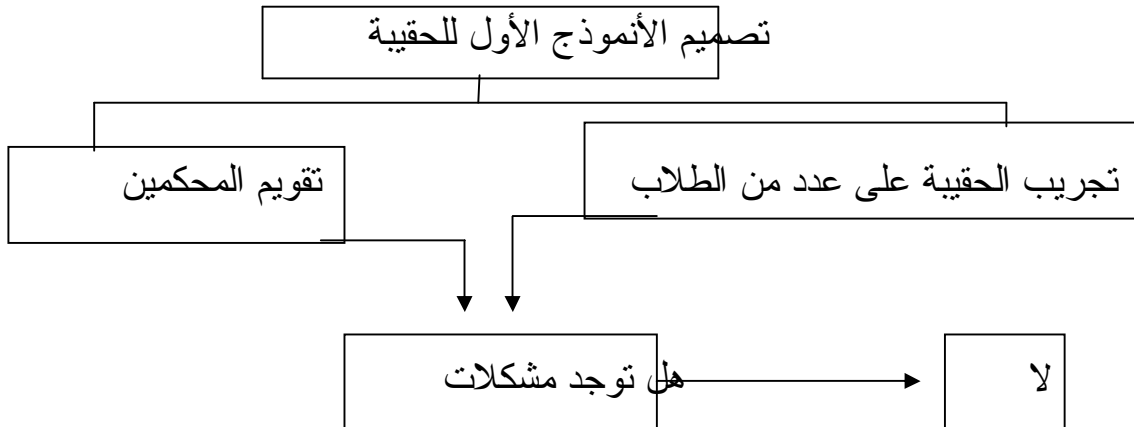 تصميم الأنموذج الأول للحقيبة
تجريب الحقيبة على عدد من الطلاب
تقويم المحكمين
هل توجد مشكلات
لا